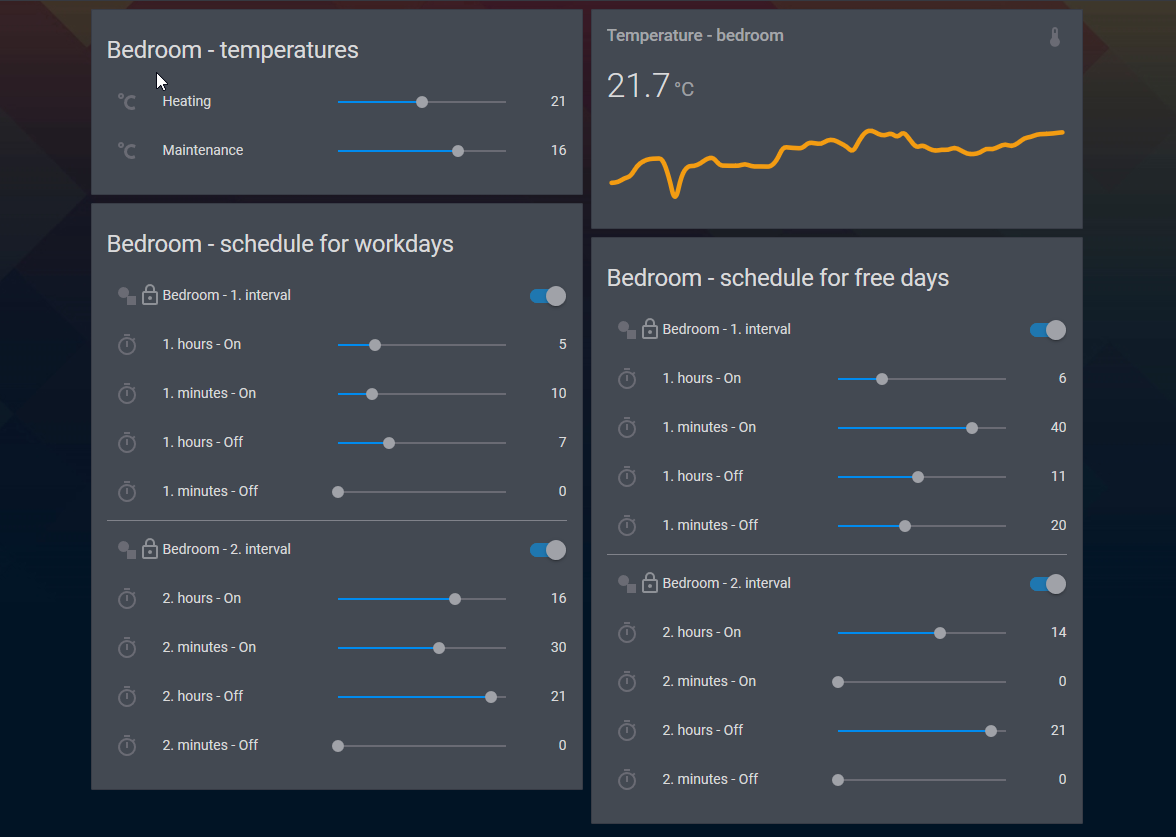 Bedroom - temperatures
°C Heating 21
°C Maintenance 16
Bedroom - schedule for workdays
Bedroom - 1. interval
1. hours - On 5
1. minutes - On 10
1. hours - Off 7
1. minutes - Off 0
Bedroom - 2. interval
2. hours - On 16
2. minutes - On 30
2. hours - Off 21
2. minutes - Off 0
Temperature - bedroom
21.7 °C
Bedroom - schedule for free days
Bedroom - 1. interval
1. hours - On 6
1. minutes - On 40
1. hours - Off 11
1. minutes - Off 20
Bedroom - 2. interval
2. hours - On 14
2. minutes - On 0
2. hours - Off 21
2. minutes - Off 0